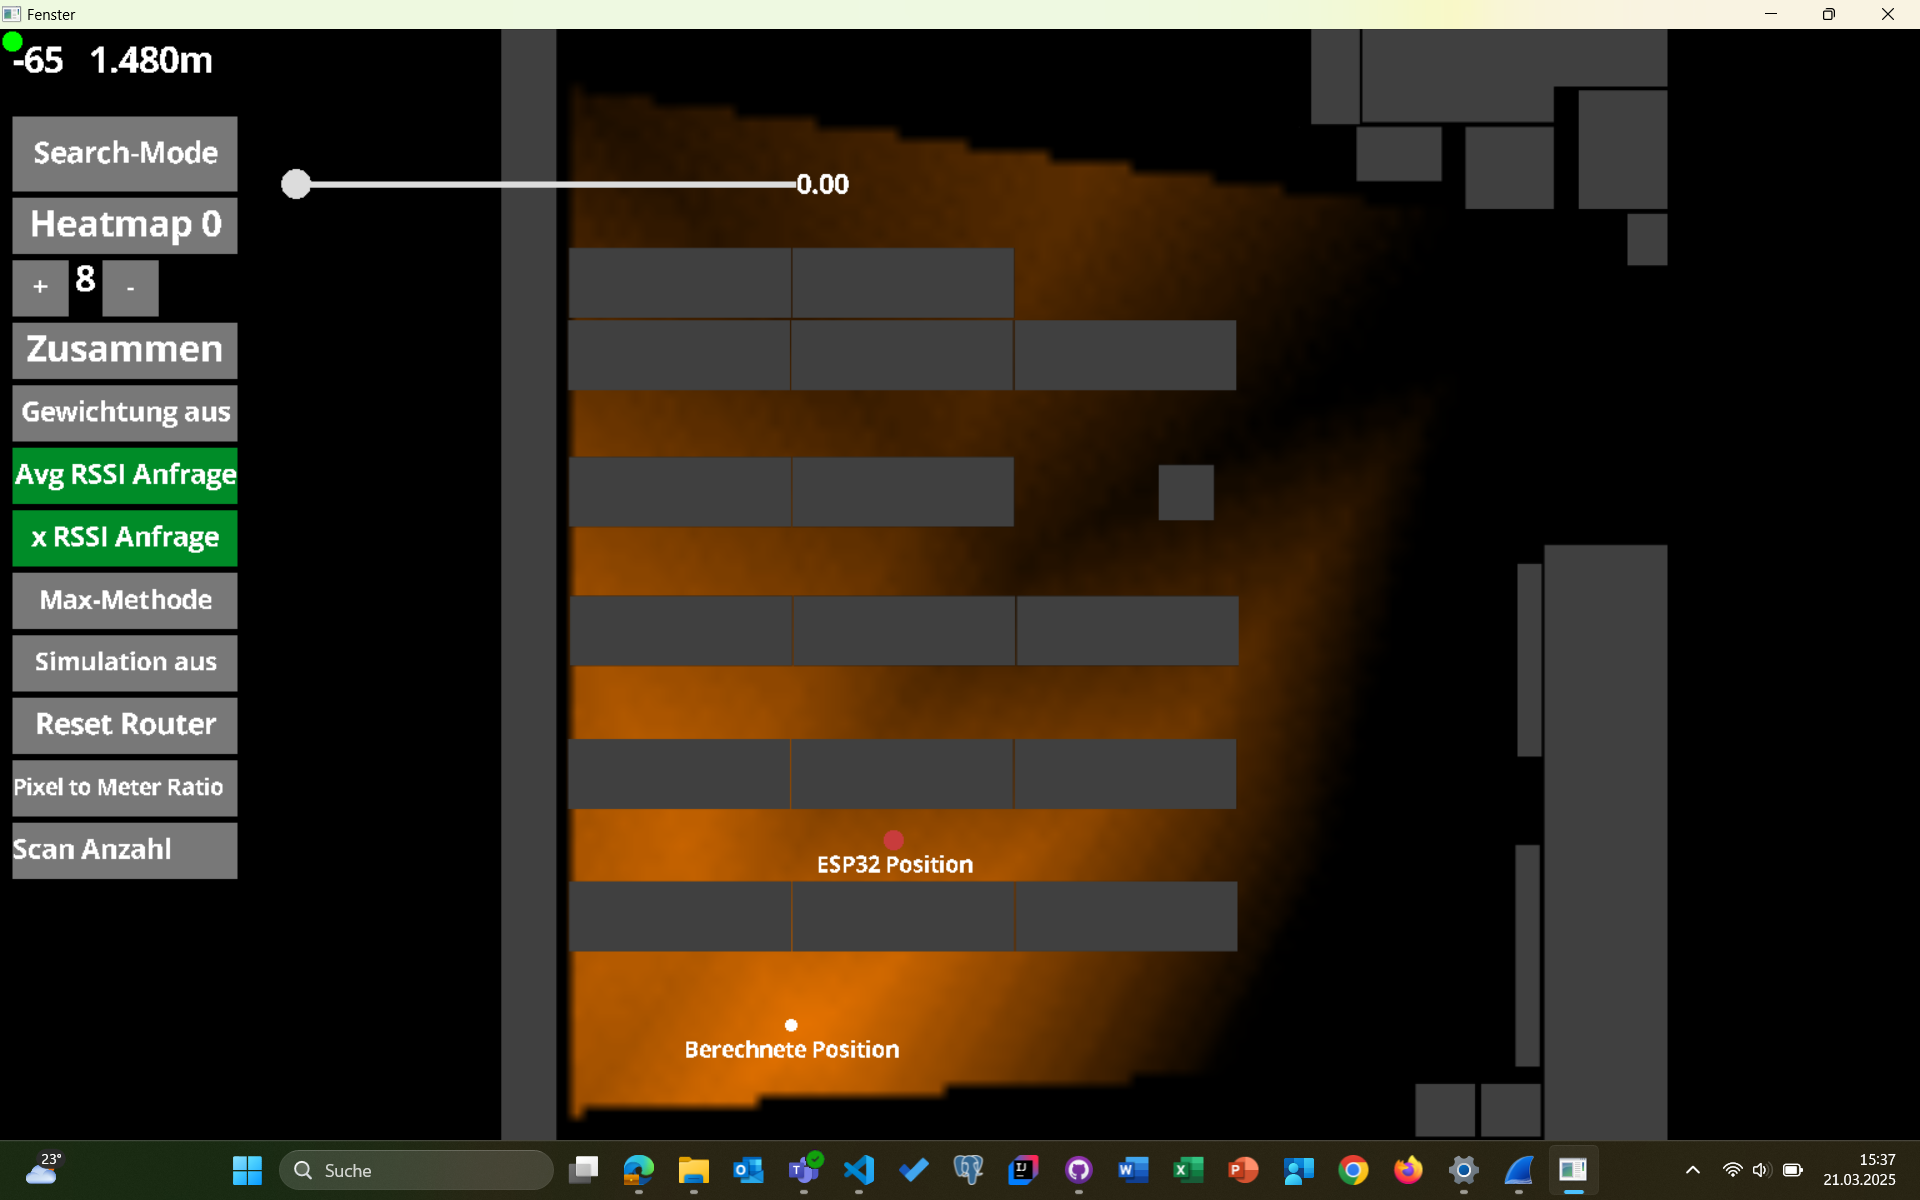 Fenster
-65 1.480m
Search-Mode
0.00
Heatmap 0
+ 8 -
Zusammen
Gewichtung aus
Avg RSSI Anfrage
x RSSI Anfrage
Max-Methode
Simulation aus
Reset Router
Pixel to Meter Ratio
Scan Anzahl
ESP32 Position
Berechnete Position
23°
Suche
15:37
21.03.2025